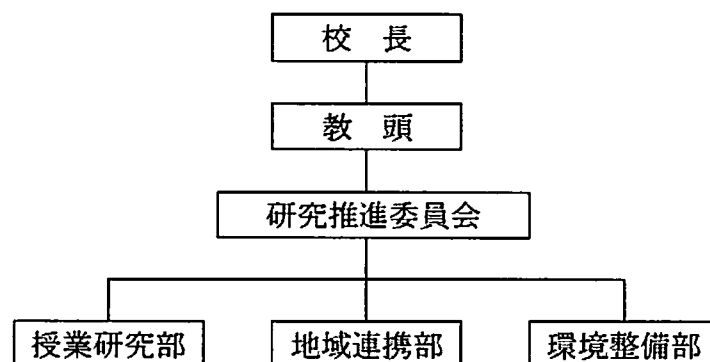 校 長
教 頭
研究推進委員会
授業研究部 地域連携部 環境整備部